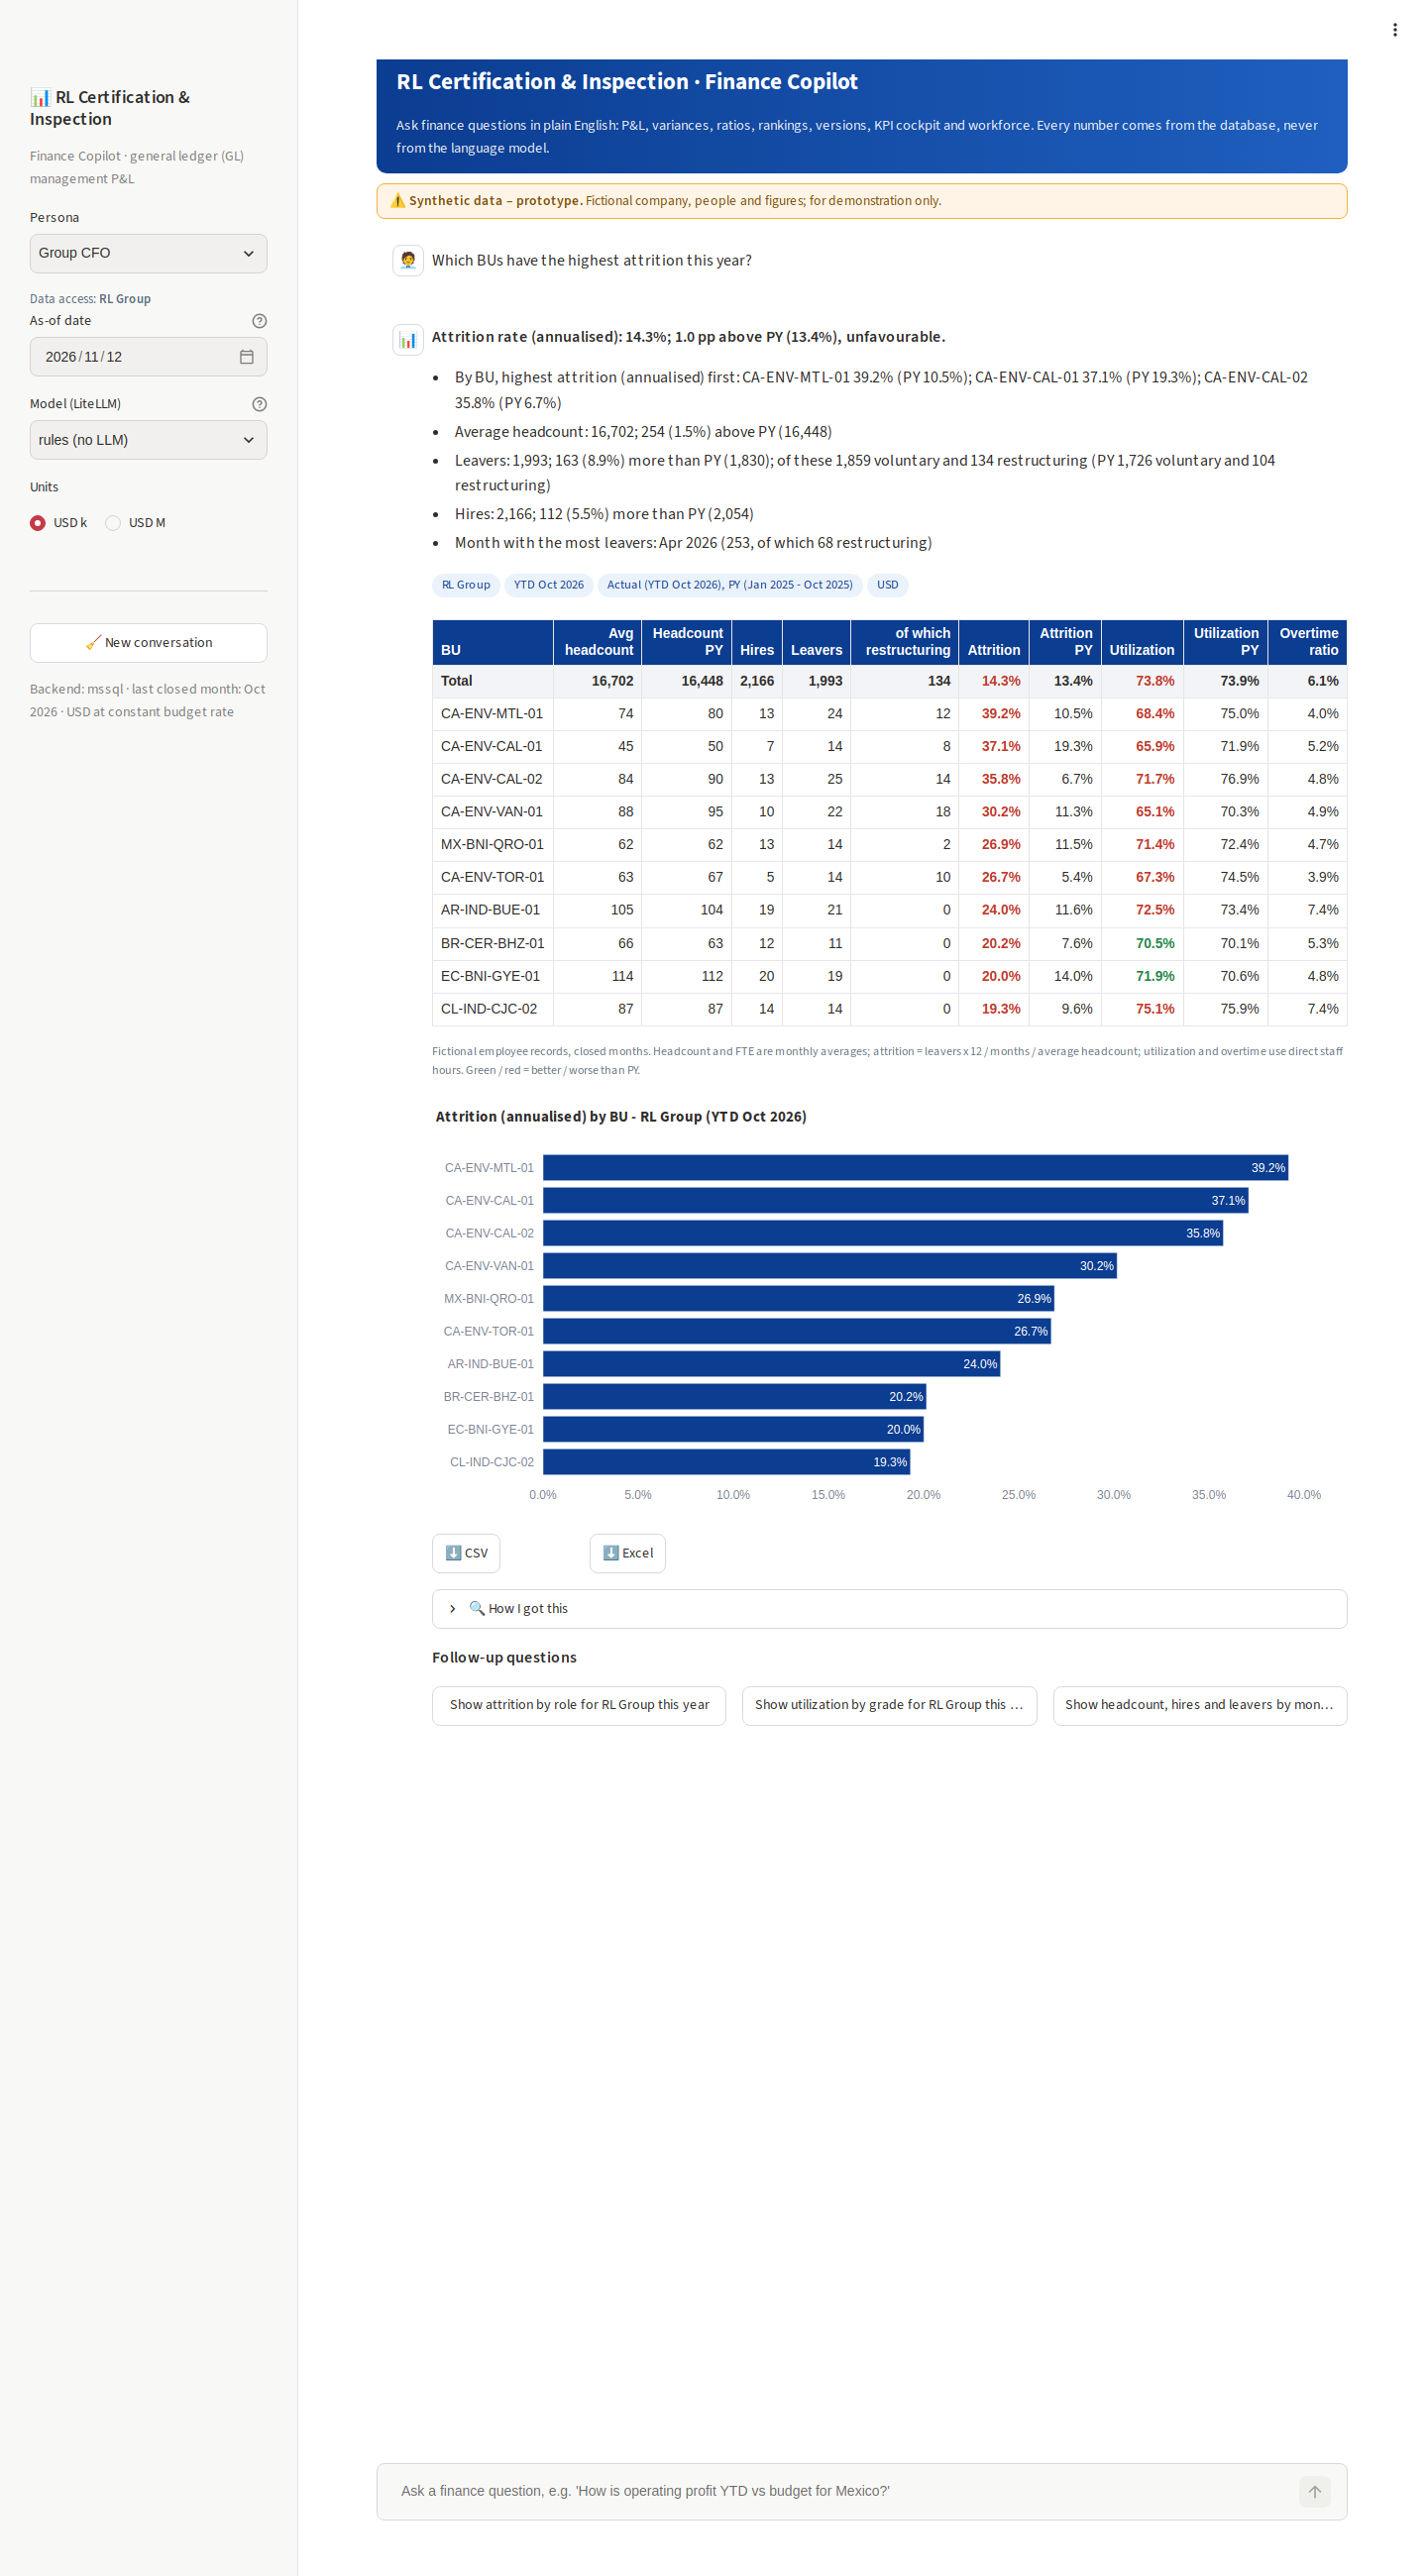 📊 RL Certification &
Inspection
Finance Copilot · general ledger (GL)
management P&L
Persona
Group CFO
Data access: RL Group
As-of date
2026/11/12
Model (LiteLLM)
rules (no LLM)
Units
USD k USD M
🧹 New conversation
Backend: mssql · last closed month: Oct
2026 · USD at constant budget rate
RL Certification & Inspection · Finance Copilot
Ask finance questions in plain English: P&L, variances, ratios, rankings, versions, KPI cockpit and workforce. Every number comes from the database, never
from the language model.
⚠️ Synthetic data – prototype. Fictional company, people and figures; for demonstration only.
Which BUs have the highest attrition this year?
Attrition rate (annualised): 14.3%; 1.0 pp above PY (13.4%), unfavourable.
• By BU, highest attrition (annualised) first: CA-ENV-MTL-01 39.2% (PY 10.5%); CA-ENV-CAL-01 37.1% (PY 19.3%); CA-ENV-CAL-02
35.8% (PY 6.7%)
• Average headcount: 16,702; 254 (1.5%) above PY (16,448)
• Leavers: 1,993; 163 (8.9%) more than PY (1,830); of these 1,859 voluntary and 134 restructuring (PY 1,726 voluntary and 104
restructuring)
• Hires: 2,166; 112 (5.5%) more than PY (2,054)
• Month with the most leavers: Apr 2026 (253, of which 68 restructuring)
RL Group YTD Oct 2026 Actual (YTD Oct 2026), PY (Jan 2025 - Oct 2025) USD
BU Avg headcount Headcount PY Hires Leavers of which restructuring Attrition Attrition PY Utilization Utilization PY Overtime ratio
Total 16,702 16,448 2,166 1,993 134 14.3% 13.4% 73.8% 73.9% 6.1%
CA-ENV-MTL-01 74 80 13 24 12 39.2% 10.5% 68.4% 75.0% 4.0%
CA-ENV-CAL-01 45 50 7 14 8 37.1% 19.3% 65.9% 71.9% 5.2%
CA-ENV-CAL-02 84 90 13 25 14 35.8% 6.7% 71.7% 76.9% 4.8%
CA-ENV-VAN-01 88 95 10 22 18 30.2% 11.3% 65.1% 70.3% 4.9%
MX-BNI-QRO-01 62 62 13 14 2 26.9% 11.5% 71.4% 72.4% 4.7%
CA-ENV-TOR-01 63 67 5 14 10 26.7% 5.4% 67.3% 74.5% 3.9%
AR-IND-BUE-01 105 104 19 21 0 24.0% 11.6% 72.5% 73.4% 7.4%
BR-CER-BHZ-01 66 63 12 11 0 20.2% 7.6% 70.5% 70.1% 5.3%
EC-BNI-GYE-01 114 112 20 19 0 20.0% 14.0% 71.9% 70.6% 4.8%
CL-IND-CJC-02 87 87 14 14 0 19.3% 9.6% 75.1% 75.9% 7.4%
Fictional employee records, closed months. Headcount and FTE are monthly averages; attrition = leavers x 12 / months / average headcount; utilization and overtime use direct staff
hours. Green / red = better / worse than PY.
Attrition (annualised) by BU - RL Group (YTD Oct 2026)
CA-ENV-MTL-01 39.2%
CA-ENV-CAL-01 37.1%
CA-ENV-CAL-02 35.8%
CA-ENV-VAN-01 30.2%
MX-BNI-QRO-01 26.9%
CA-ENV-TOR-01 26.7%
AR-IND-BUE-01 24.0%
BR-CER-BHZ-01 20.2%
EC-BNI-GYE-01 20.0%
CL-IND-CJC-02 19.3%
0.0% 5.0% 10.0% 15.0% 20.0% 25.0% 30.0% 35.0% 40.0%
⬇️ CSV ⬇️ Excel
🔍 How I got this
Follow-up questions
Show attrition by role for RL Group this year Show utilization by grade for RL Group this … Show headcount, hires and leavers by mon…
Ask a finance question, e.g. 'How is operating profit YTD vs budget for Mexico?'